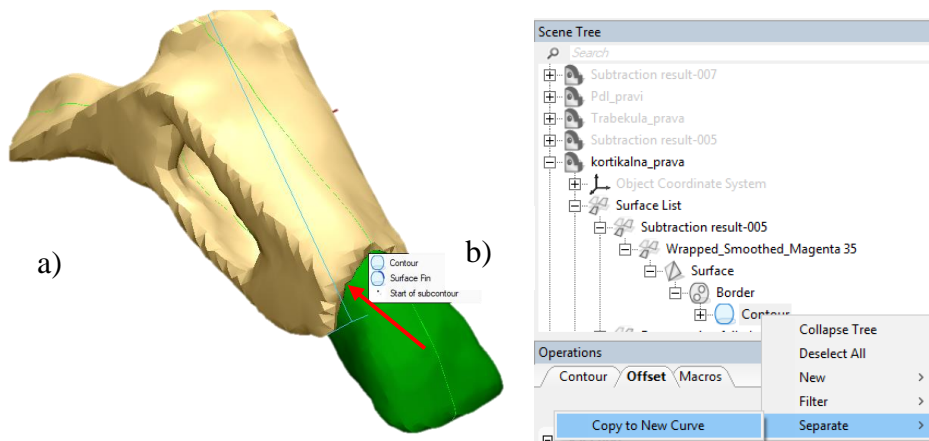 a)
Contour
Surface Fin
Start of subcontour
b)
Scene Tree
Search
Subtraction result-007
Pdl_pravi
Trabekula_prava
Subtraction result-005
kortikalna_prava
Object Coordinate System
Surface List
Subtraction result-005
Wrapped_Smoothed_Magenta 35
Surface
Border
Contour
Collapse Tree
Deselect All
New
Filter
Separate
Operations
Contour Offset Macros
Copy to New Curve